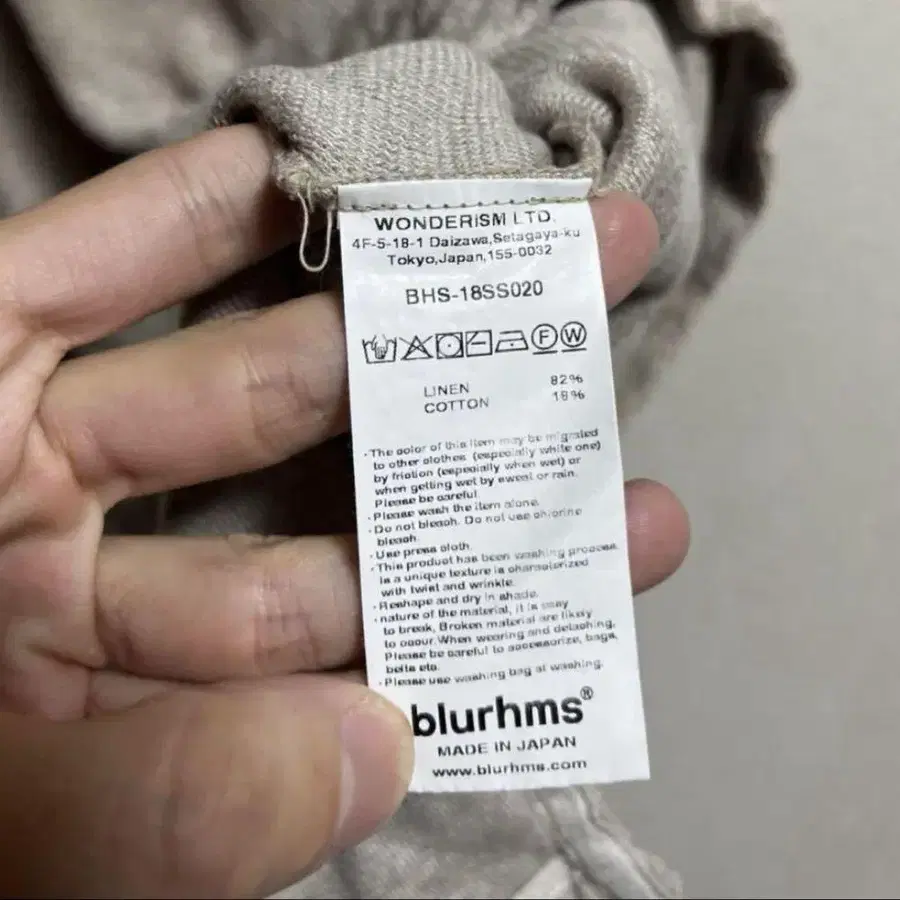 WONDERISM LTD.
4F-5-18-1 Daizawa,Setagaya-ku
Tokyo,Japan,155-0032
BHS-18SS020
F W
LINEN 82%
COTTON 18%
·The color of this item may be migrated
to other clothes (especially white one)
by friction (especially when wet) or
when getting wet by sweat or rain.
Please be careful.
·Please wash the item alone.
·Do not bleach. Do not use chlorine
bleach.
·Use press cloth.
·This product has been washing process,
is a unique texture is characterized
with twist and wrinkle.
·Reshape and dry in shade.
·nature of the material, it is easy
to break, Broken material are likely
to occur.When wearing and detaching,
Please be careful to accessorize, bags,
belts etc.
·Please use washing bag at washing.
blurhms®
MADE IN JAPAN
www.blurhms.com